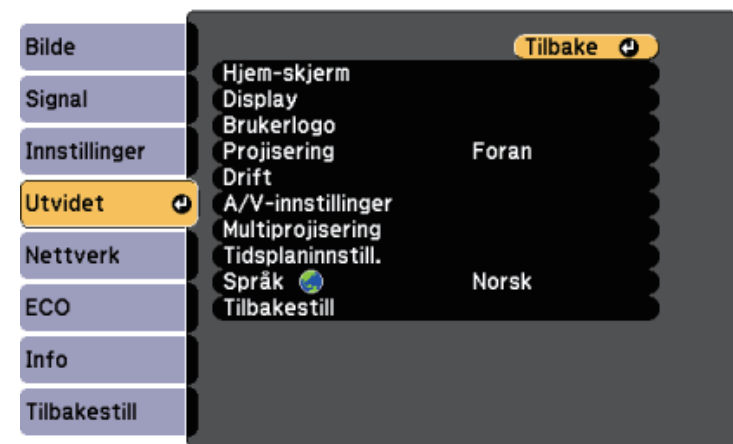 Bilde
Signal
Innstillinger
Utvidet
Nettverk
ECO
Info
Tilbakestill
Tilbake
Hjem-skjerm
Display
Brukerlogo
Projisering Foran
Drift
A/V-innstillinger
Multiprojisering
Tidsplaninnstill.
Språk Norsk
Tilbakestill